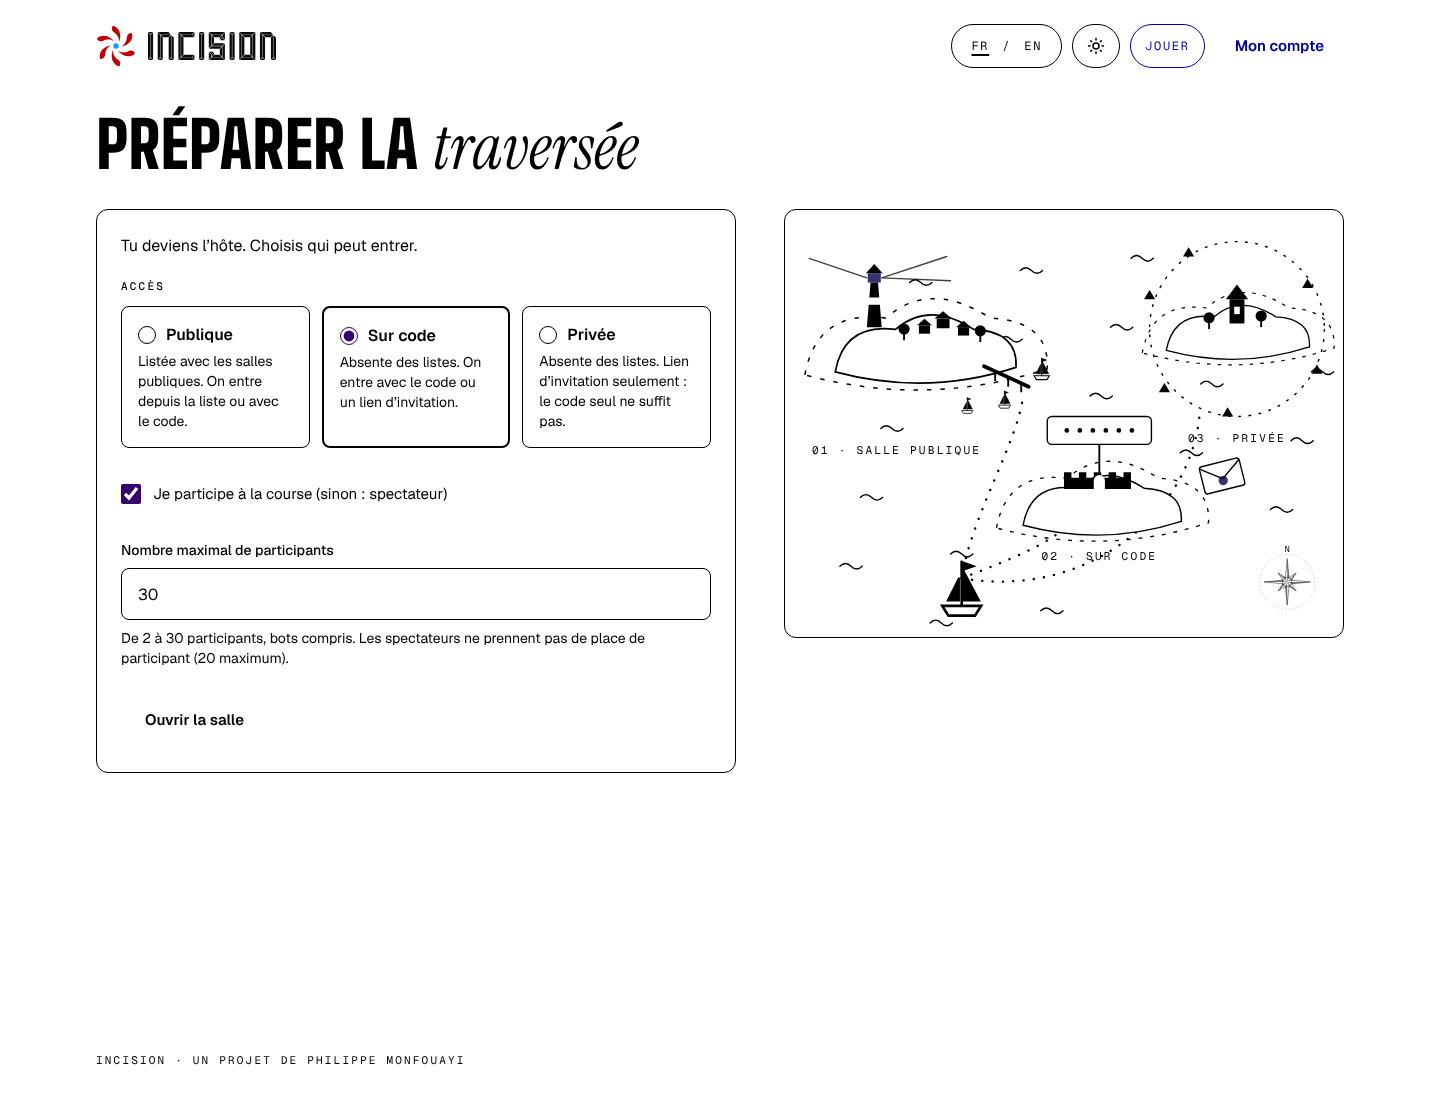 INCISION
FR / EN
JOUER
Mon compte
PRÉPARER LA traversée
Tu deviens l’hôte. Choisis qui peut entrer.
ACCÈS
Publique
Listée avec les salles
publiques. On entre
depuis la liste ou avec
le code.
Sur code
Absente des listes. On
entre avec le code ou
un lien d’invitation.
Privée
Absente des listes. Lien
d’invitation seulement :
le code seul ne suffit
pas.
Je participe à la course (sinon : spectateur)
Nombre maximal de participants
30
De 2 à 30 participants, bots compris. Les spectateurs ne prennent pas de place de
participant (20 maximum).
Ouvrir la salle
01 · SALLE PUBLIQUE
03 · PRIVÉE
02 · SUR CODE
N
INCISION · UN PROJET DE PHILIPPE MONFOUAYI